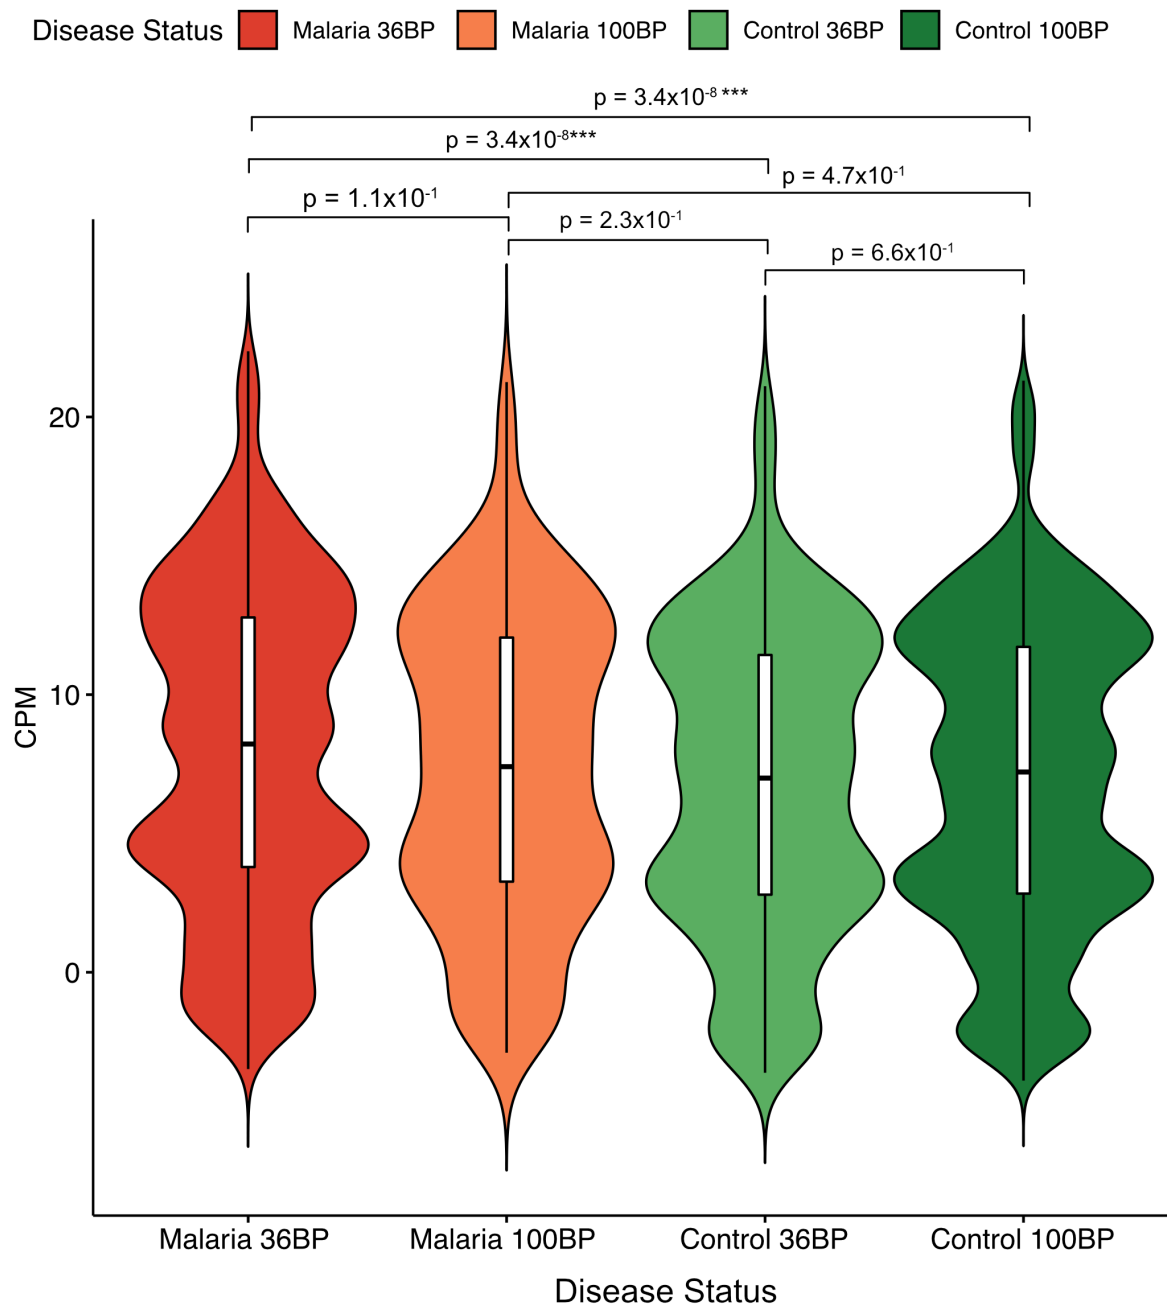 Disease Status Malaria 36BP Malaria 100BP Control 36BP Control 100BP
p = 3.4x10⁻⁸ ***
p = 3.4x10⁻⁸***
p = 4.7x10⁻¹
p = 1.1x10⁻¹
p = 2.3x10⁻¹
p = 6.6x10⁻¹
20
10
0
CPM
Malaria 36BP Malaria 100BP Control 36BP Control 100BP
Disease Status